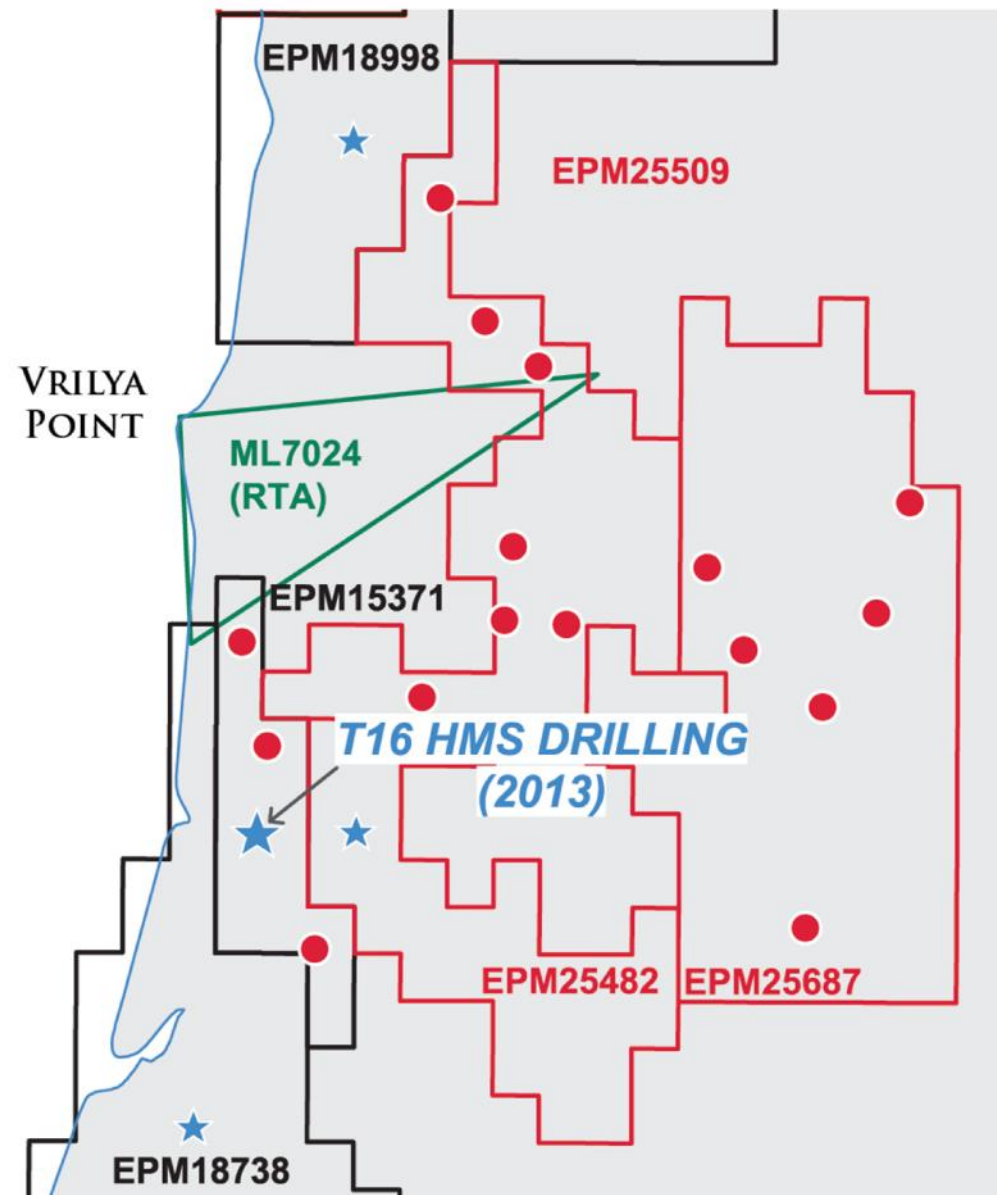 EPM18998
EPM25509
VRILYA
POINT
ML7024
(RTA)
EPM15371
T16 HMS DRILLING
(2013)
EPM25482
EPM25687
EPM18738